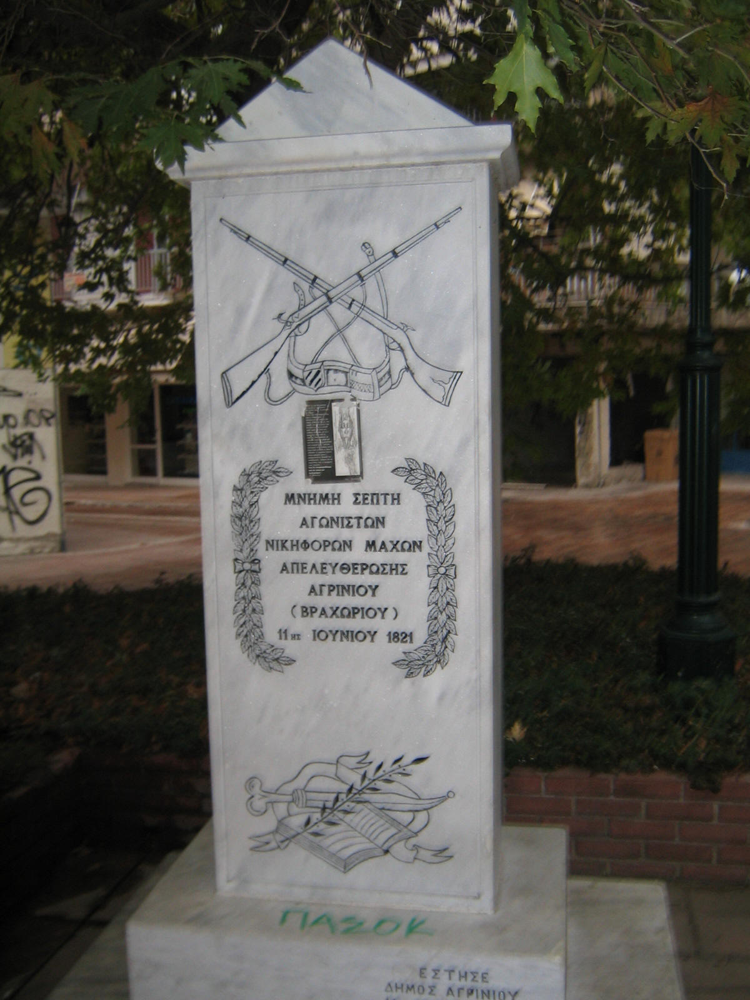 ΜΝΗΜΗ ΣΕΠΤΗ
ΑΓΩΝΙΣΤΩΝ
ΝΙΚΗΦΟΡΩΝ ΜΑΧΩΝ
ΑΠΕΛΕΥΘΕΡΩΣΗΣ
ΑΓΡΙΝΙΟΥ
(ΒΡΑΧΩΡΙΟΥ)
11ης ΙΟΥΝΙΟΥ 1821
ΠΑΣΟΚ
ΕΣΤΗΣΕ
ΔΗΜΟΣ ΑΓΡΙΝΙΟΥ